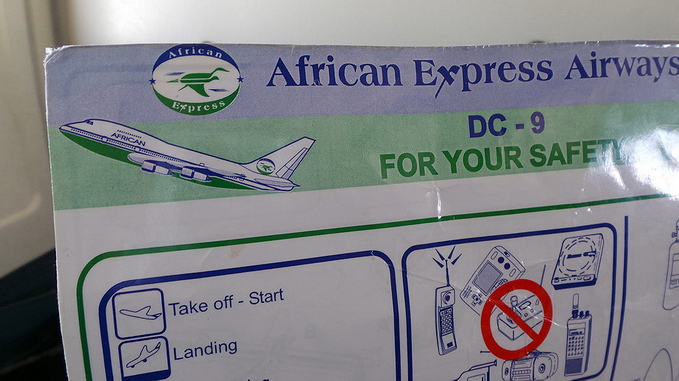 African
Express
African Express Airways
DC - 9
FOR YOUR SAFETY
AFRICAN
Take off - Start
Landing